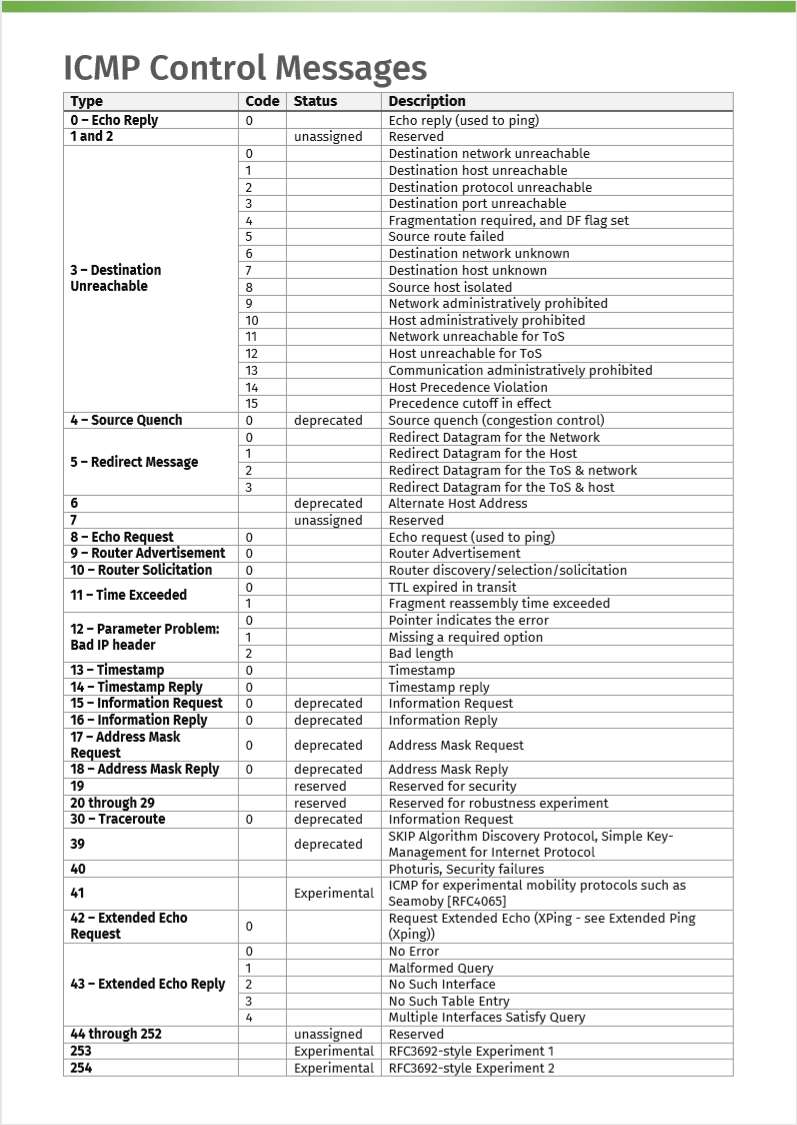 ICMP Control Messages
Type Code Status Description
0 – Echo Reply 0 Echo reply (used to ping)
1 and 2 unassigned Reserved
3 – Destination Unreachable
0 Destination network unreachable
1 Destination host unreachable
2 Destination protocol unreachable
3 Destination port unreachable
4 Fragmentation required, and DF flag set
5 Source route failed
6 Destination network unknown
7 Destination host unknown
8 Source host isolated
9 Network administratively prohibited
10 Host administratively prohibited
11 Network unreachable for ToS
12 Host unreachable for ToS
13 Communication administratively prohibited
14 Host Precedence Violation
15 Precedence cutoff in effect
4 – Source Quench 0 deprecated Source quench (congestion control)
5 – Redirect Message
0 Redirect Datagram for the Network
1 Redirect Datagram for the Host
2 Redirect Datagram for the ToS & network
3 Redirect Datagram for the ToS & host
6 deprecated Alternate Host Address
7 unassigned Reserved
8 – Echo Request 0 Echo request (used to ping)
9 – Router Advertisement 0 Router Advertisement
10 – Router Solicitation 0 Router discovery/selection/solicitation
11 – Time Exceeded
0 TTL expired in transit
1 Fragment reassembly time exceeded
12 – Parameter Problem:
Bad IP header
0 Pointer indicates the error
1 Missing a required option
2 Bad length
13 – Timestamp 0 Timestamp
14 – Timestamp Reply 0 Timestamp reply
15 – Information Request 0 deprecated Information Request
16 – Information Reply 0 deprecated Information Reply
17 – Address Mask
Request
0 deprecated Address Mask Request
18 – Address Mask Reply 0 deprecated Address Mask Reply
19 reserved Reserved for security
20 through 29 reserved Reserved for robustness experiment
30 – Traceroute 0 deprecated Information Request
39 deprecated SKIP Algorithm Discovery Protocol, Simple Key-
Management for Internet Protocol
40 Photuris, Security failures
41 Experimental ICMP for experimental mobility protocols such as
Seamoby [RFC4065]
42 – Extended Echo
Request
0 Request Extended Echo (XPing - see Extended Ping
(Xping))
43 – Extended Echo Reply
0 No Error
1 Malformed Query
2 No Such Interface
3 No Such Table Entry
4 Multiple Interfaces Satisfy Query
44 through 252 unassigned Reserved
253 Experimental RFC3692-style Experiment 1
254 Experimental RFC3692-style Experiment 2